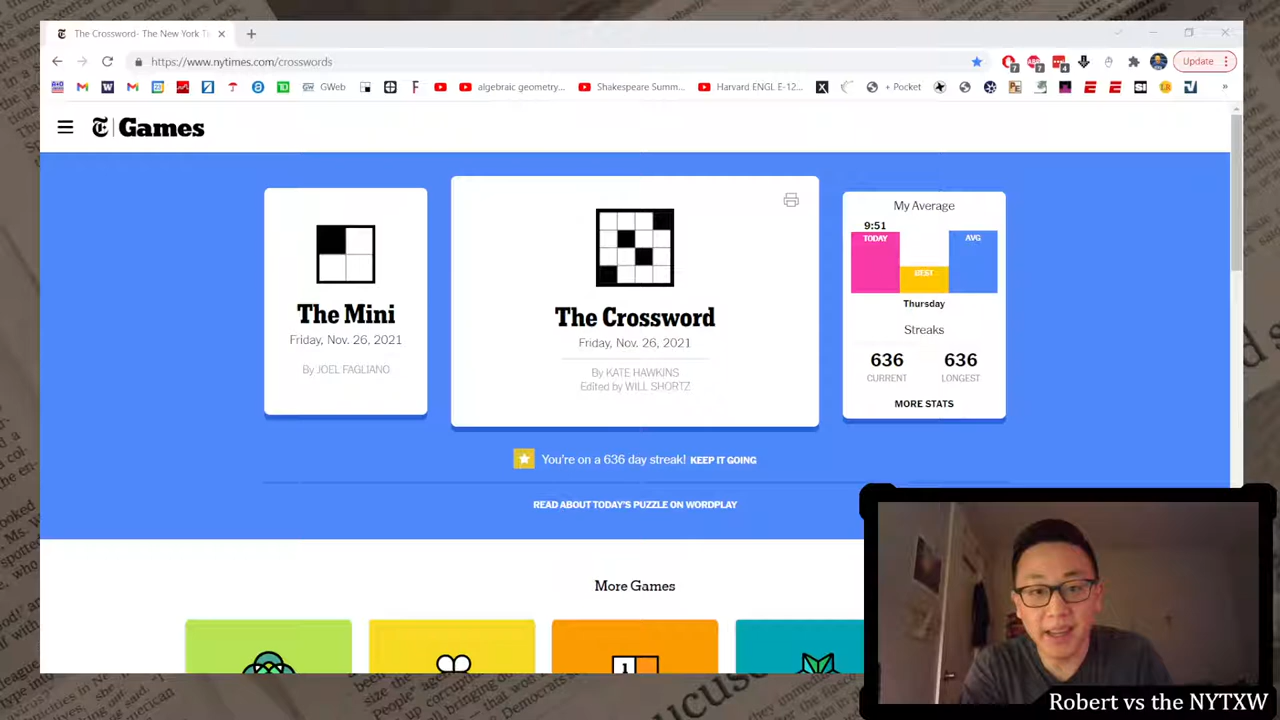 The Crossword- The New York Ti
https://www.nytimes.com/crosswords
Update
GWeb
algebraic geometry...
Shakespeare Summ...
Harvard ENGL E-12...
+ Pocket
Games
The Mini
Friday, Nov. 26, 2021
By JOEL FAGLIANO
The Crossword
Friday, Nov. 26, 2021
By KATE HAWKINS
Edited by WILL SHORTZ
My Average
9:51
TODAY
BEST
AVG
Thursday
Streaks
636
636
CURRENT
LONGEST
MORE STATS
You're on a 636 day streak! KEEP IT GOING
READ ABOUT TODAY'S PUZZLE ON WORDPLAY
More Games
1
Robert vs the NYTXW